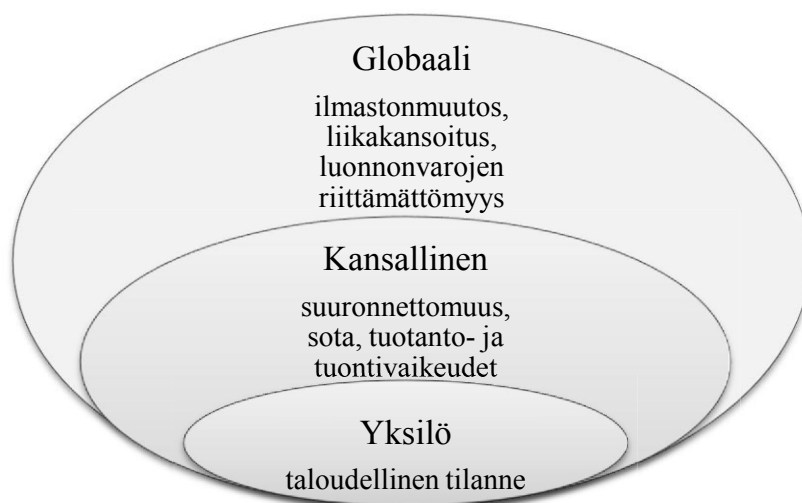 Globaali
ilmastonmuutos,
liikakansoitus,
luonnonvarojen
riittämättömyys
Kansallinen
suuronnettomuus,
sota, tuotanto- ja
tuontivaikeudet
Yksilö
taloudellinen tilanne